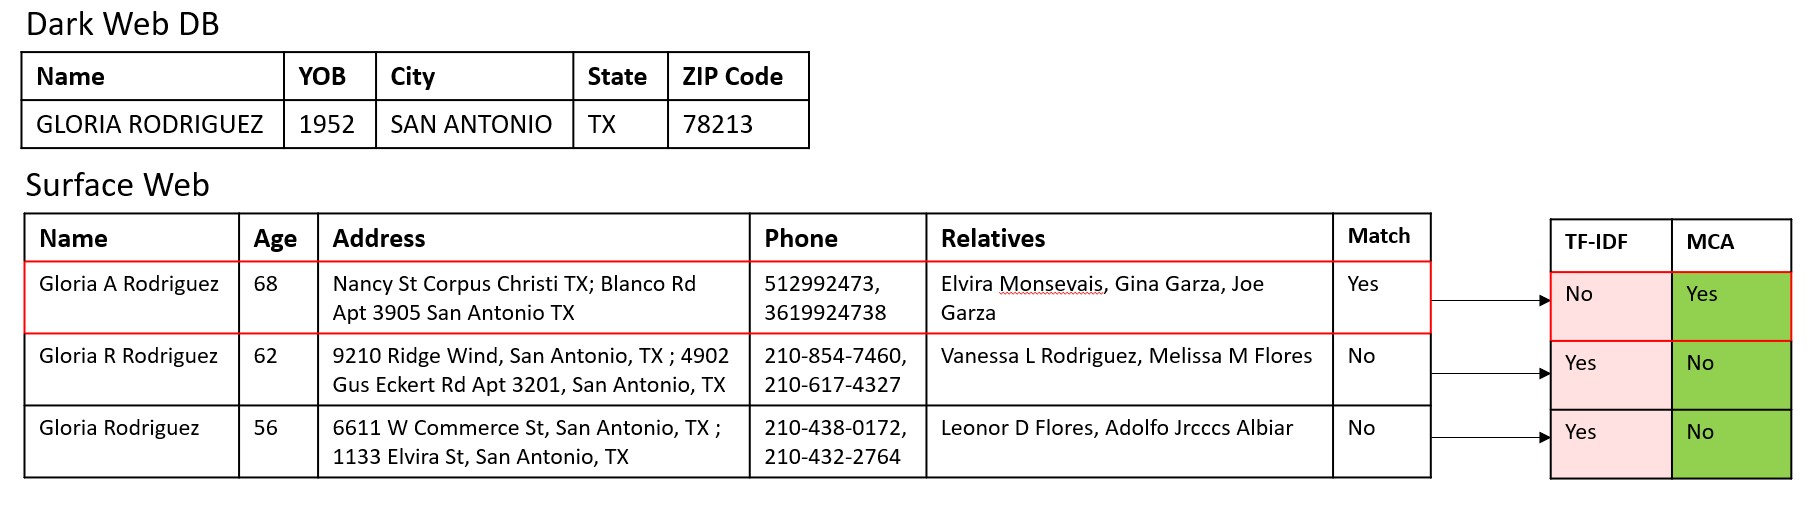 Dark Web DB
Name YOB City State ZIP Code
GLORIA RODRIGUEZ 1952 SAN ANTONIO TX 78213
Surface Web
Name Age Address Phone Relatives Match TF-IDF MCA
Gloria A Rodriguez 68 Nancy St Corpus Christi TX; Blanco Rd 512992473, Elvira Monsevais, Gina Garza, Joe Yes No Yes
Apt 3905 San Antonio TX 3619924738 Garza
Gloria R Rodriguez 62 9210 Ridge Wind, San Antonio, TX ; 4902 210-854-7460, Vanessa L Rodriguez, Melissa M Flores No Yes No
Gus Eckert Rd Apt 3201, San Antonio, TX 210-617-4327
Gloria Rodriguez 56 6611 W Commerce St, San Antonio, TX ; 210-438-0172, Leonor D Flores, Adolfo Jrcccs Albiar No Yes No
1133 Elvira St, San Antonio, TX 210-432-2764